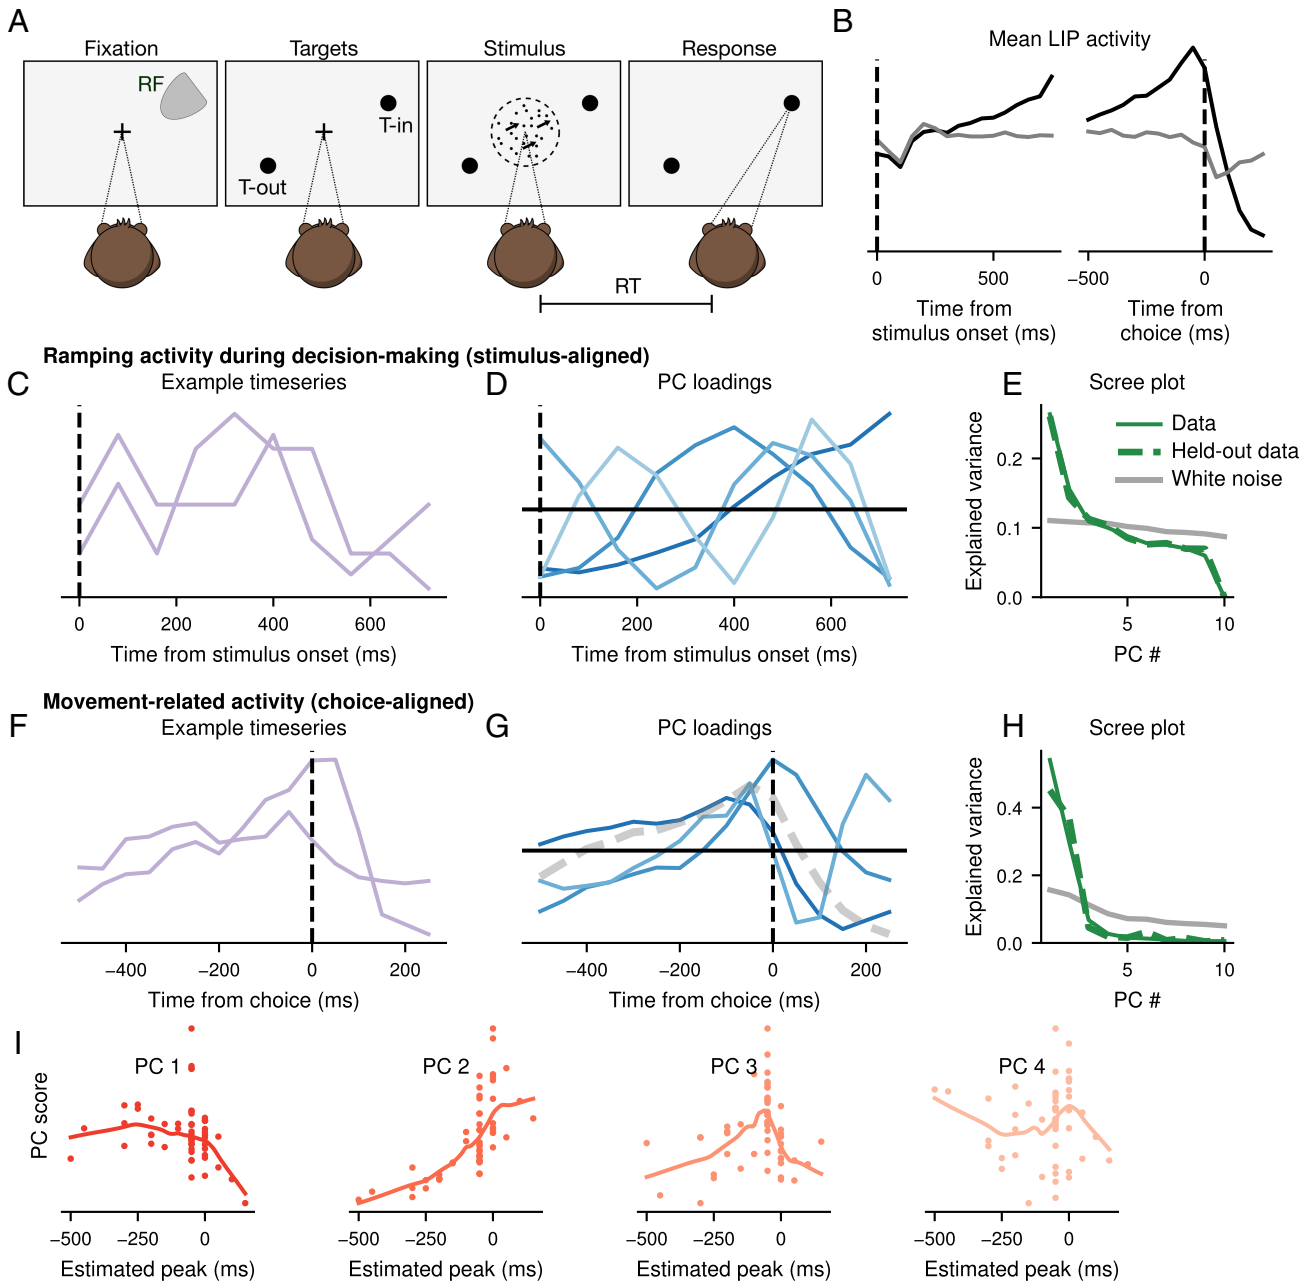 A
Fixation
Targets
Stimulus
Response
RF
T-in
T-out
RT
B
Mean LIP activity
0
500
−500
0
Time from
stimulus onset (ms)
Time from
choice (ms)
Ramping activity during decision-making (stimulus-aligned)
C
Example timeseries
0
200
400
600
Time from stimulus onset (ms)
D
PC loadings
0
200
400
600
Time from stimulus onset (ms)
E
Scree plot
Data
Held-out data
White noise
Explained variance
0.2
0.1
0.0
5
10
PC #
Movement-related activity (choice-aligned)
F
Example timeseries
−400
−200
0
200
Time from choice (ms)
G
PC loadings
−400
−200
0
200
Time from choice (ms)
H
Scree plot
Explained variance
0.4
0.2
0.0
5
10
PC #
I
PC score
PC 1
−500
−250
0
Estimated peak (ms)
PC 2
−500
−250
0
Estimated peak (ms)
PC 3
−500
−250
0
Estimated peak (ms)
PC 4
−500
−250
0
Estimated peak (ms)